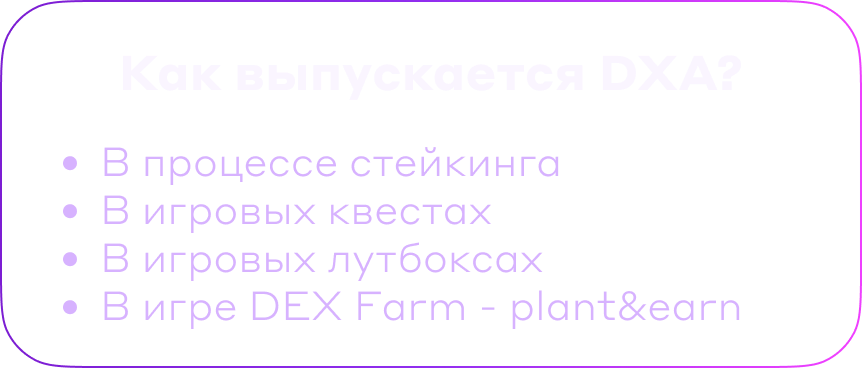 Как выпускается DXA?
• В процессе стейкинга
• В игровых квестах
• В игровых лутбоксах
• В игре DEX Farm - plant&earn